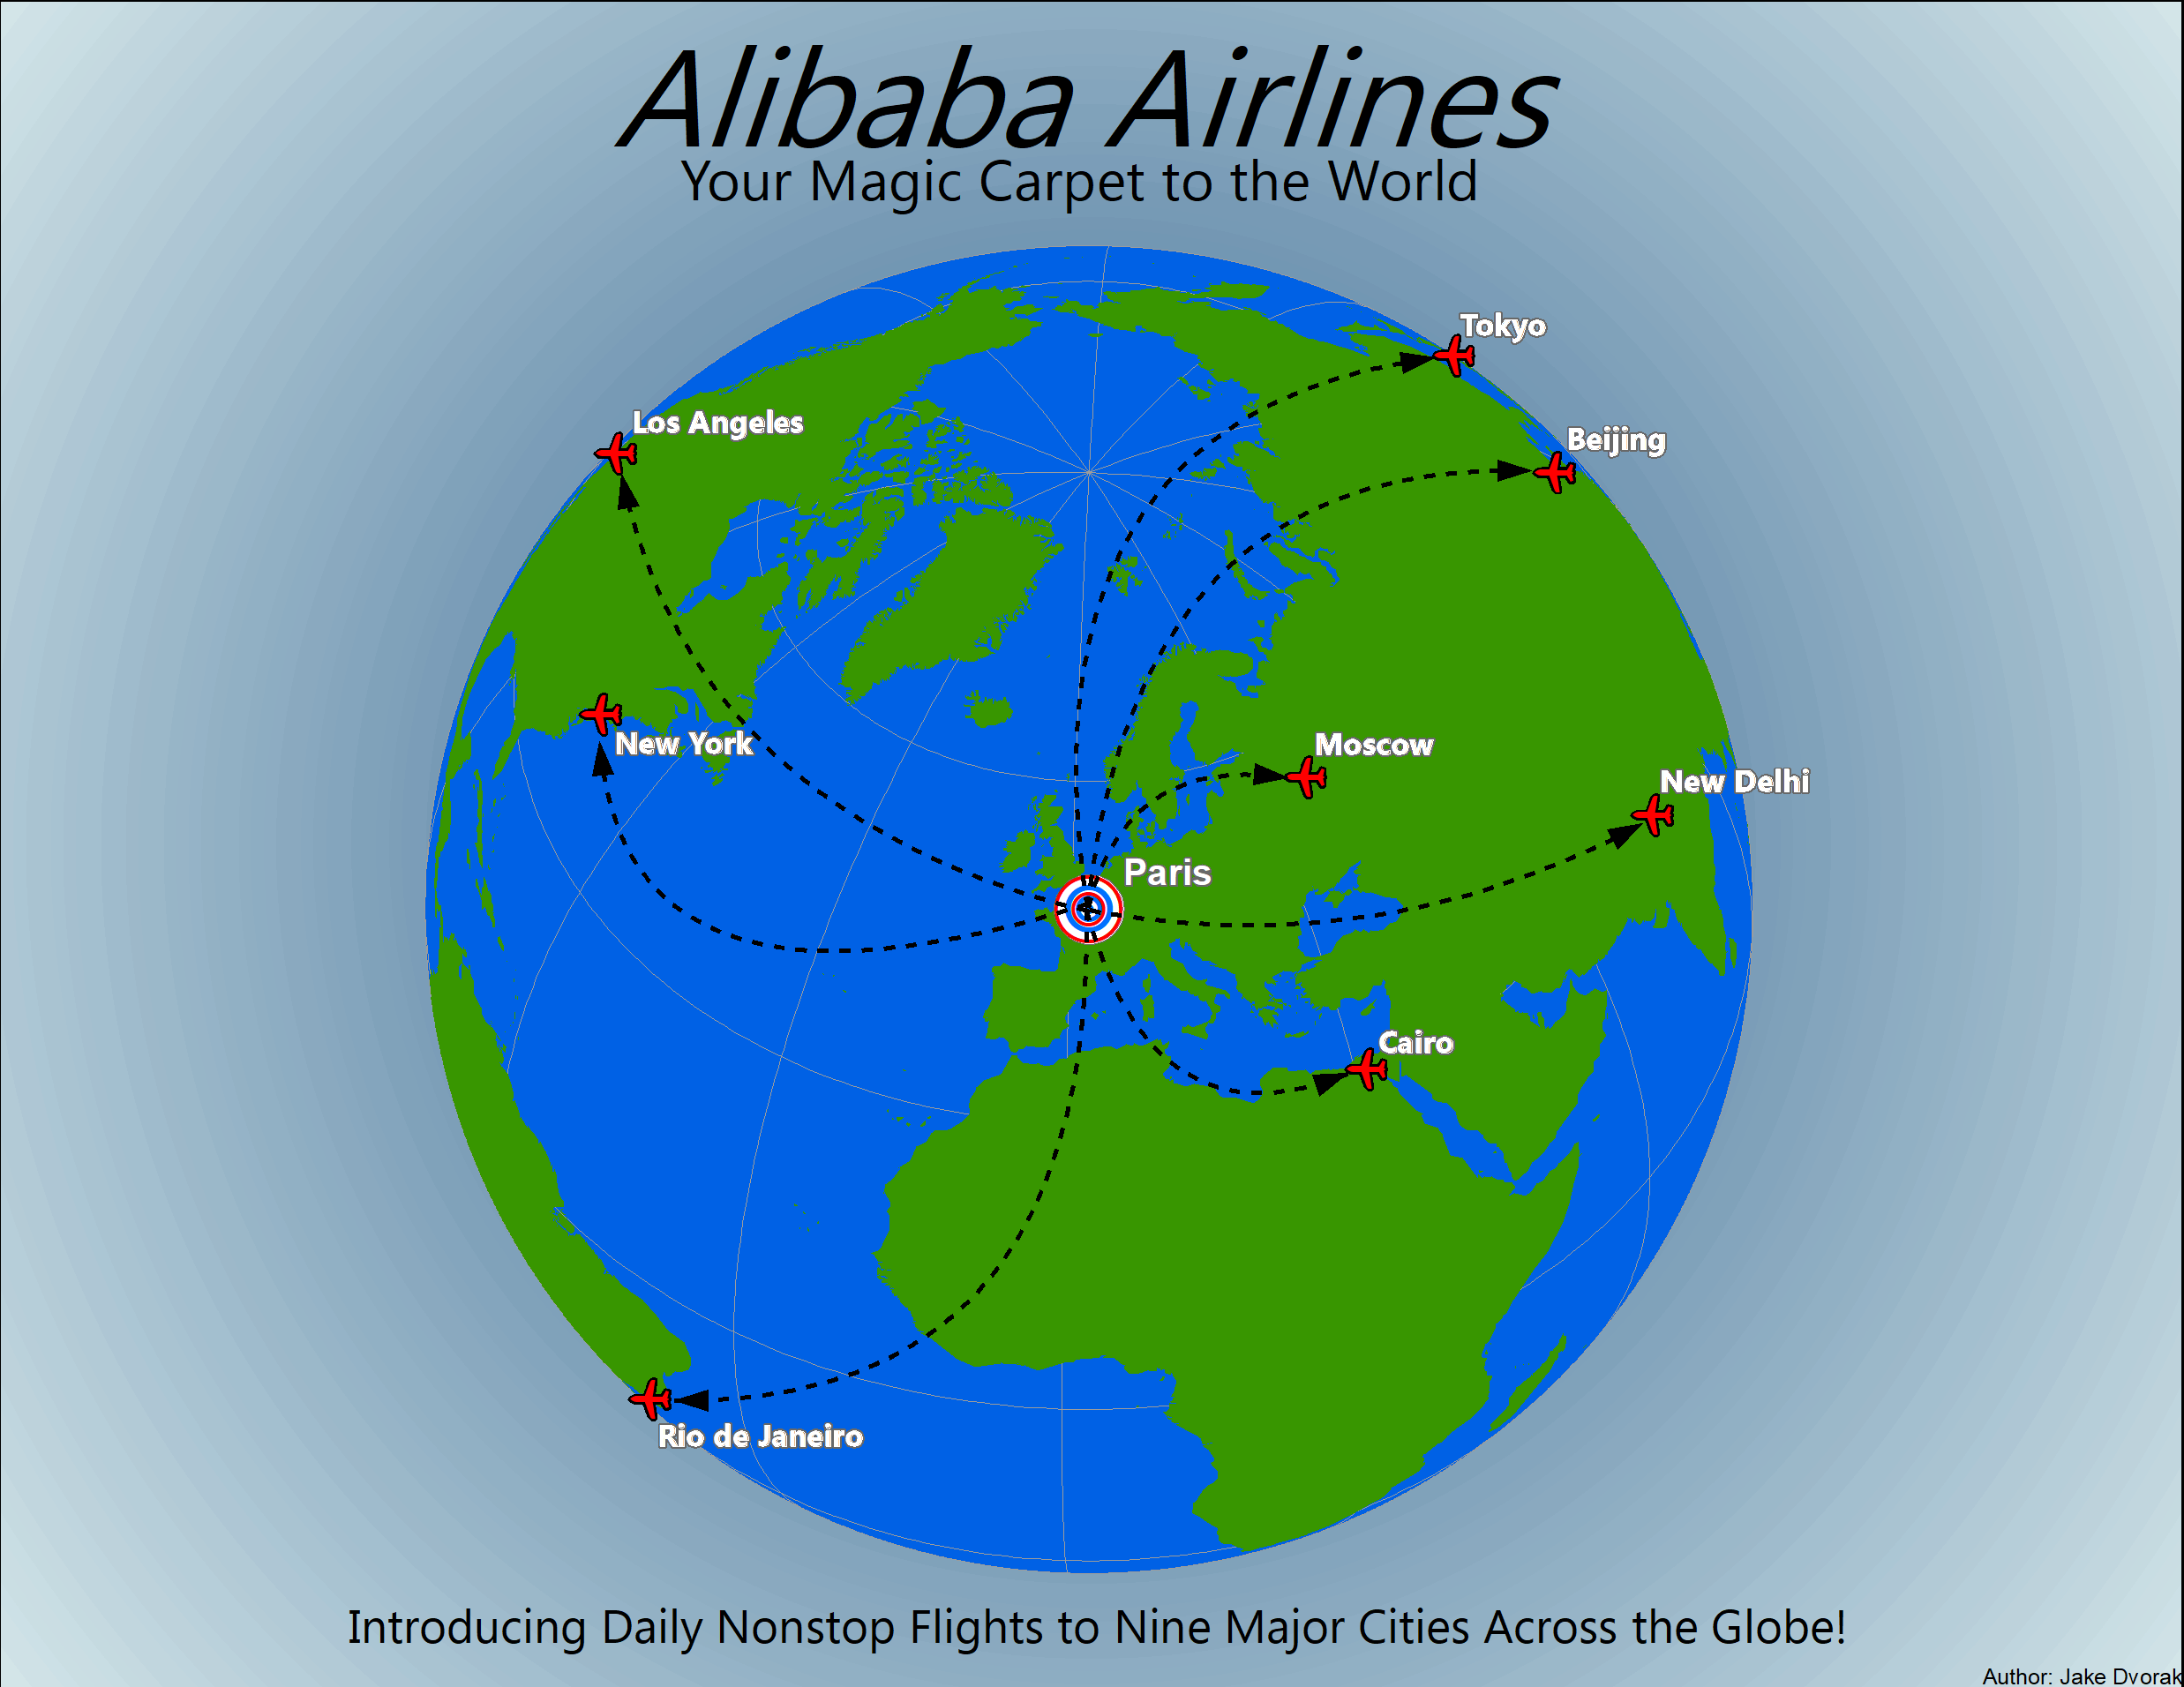 Alibaba Airlines
Your Magic Carpet to the World
Tokyo
Los Angeles
Beijing
New York
Moscow
New Delhi
Paris
Cairo
Rio de Janeiro
Introducing Daily Nonstop Flights to Nine Major Cities Across the Globe!
Author: Jake Dvorak